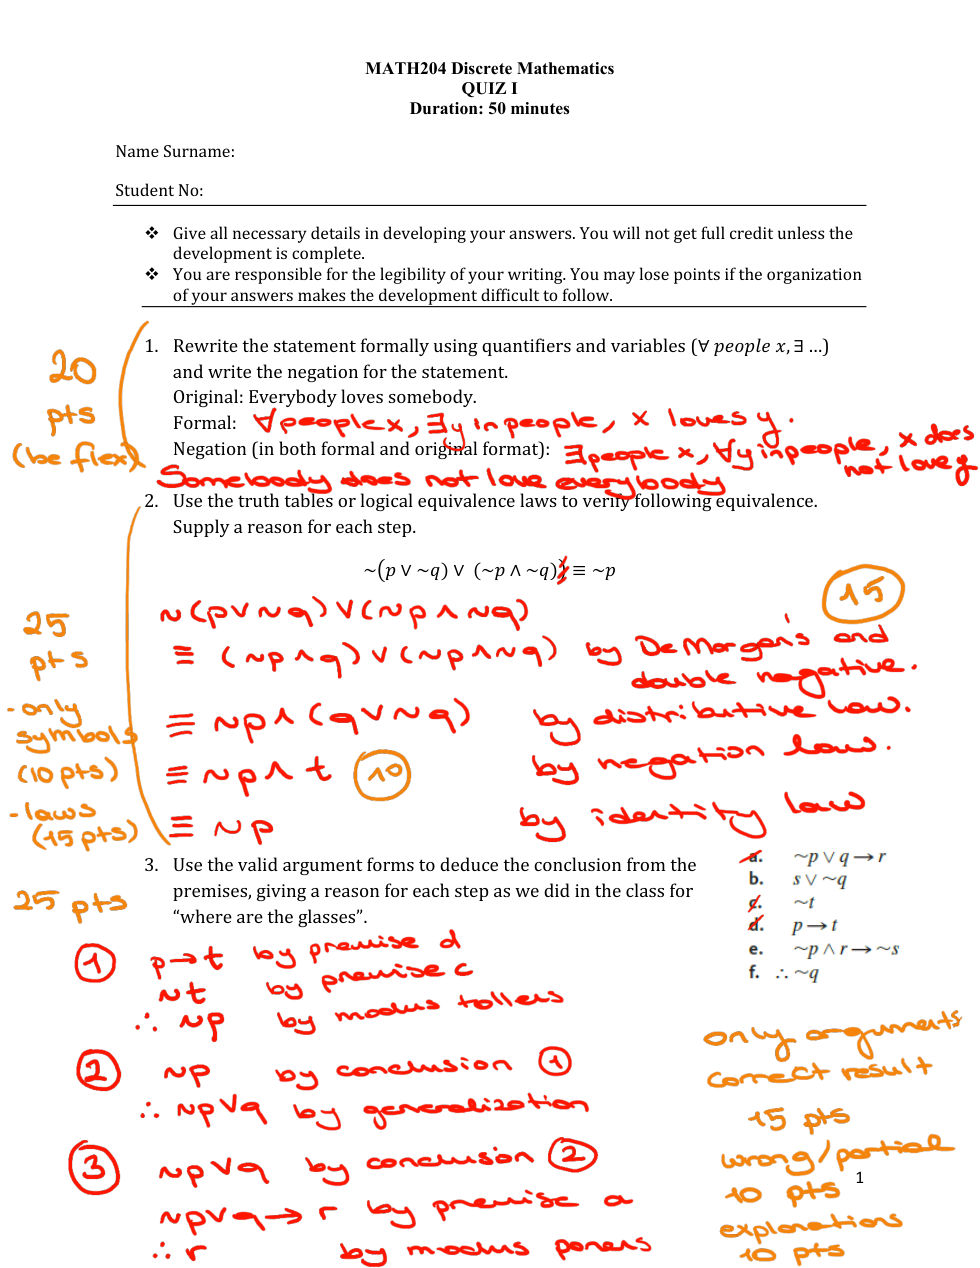 MATH204 Discrete Mathematics
QUIZ I
Duration: 50 minutes
Name Surname:
Student No:
❖ Give all necessary details in developing your answers. You will not get full credit unless the
development is complete.
❖ You are responsible for the legibility of your writing. You may lose points if the organization
of your answers makes the development difficult to follow.
20
pts
(be flex)
1. Rewrite the statement formally using quantifiers and variables (∀ people x, ∃ …)
and write the negation for the statement.
Original: Everybody loves somebody.
Formal: ∀ people x, ∃ y in people, x loves y.
Negation (in both formal and original format): ∃ people x, ∀y in people, x does
not love y
Somebody does not love everybody
2. Use the truth tables or logical equivalence laws to verify following equivalence.
Supply a reason for each step.
~(p ∨ ~q) ∨ (~p ∧ ~q)) ≡ ~p
15
25
pts
- only
symbols
(10 pts)
- laws
(15 pts)
~(p∨~q)∨(~p∧~q)
≡ (~p∧q)∨(~p∧~q) by De Morgan's and
double negative.
≡ ~p∧(q∨~q) by distributive law.
≡ ~p∧t 10 by negation law.
≡ ~p by identity law
25 pts
3. Use the valid argument forms to deduce the conclusion from the
premises, giving a reason for each step as we did in the class for
“where are the glasses”.
a. ~p ∨ q → r
b. s ∨ ~q
c. ~t
d. p → t
e. ~p ∧ r → ~s
f. ∴ ~q
1 p→t by premise d
~t by premise c
∴ ~p by modus tollens
2 ~p by conclusion 1
∴ ~p∨q by generalization
3 ~p∨q by conclusion 2
~p∨q→r by premise a
∴ r by modus ponens
only arguments
correct result
15 pts
wrong/partial
10 pts
explanations
10 pts
1